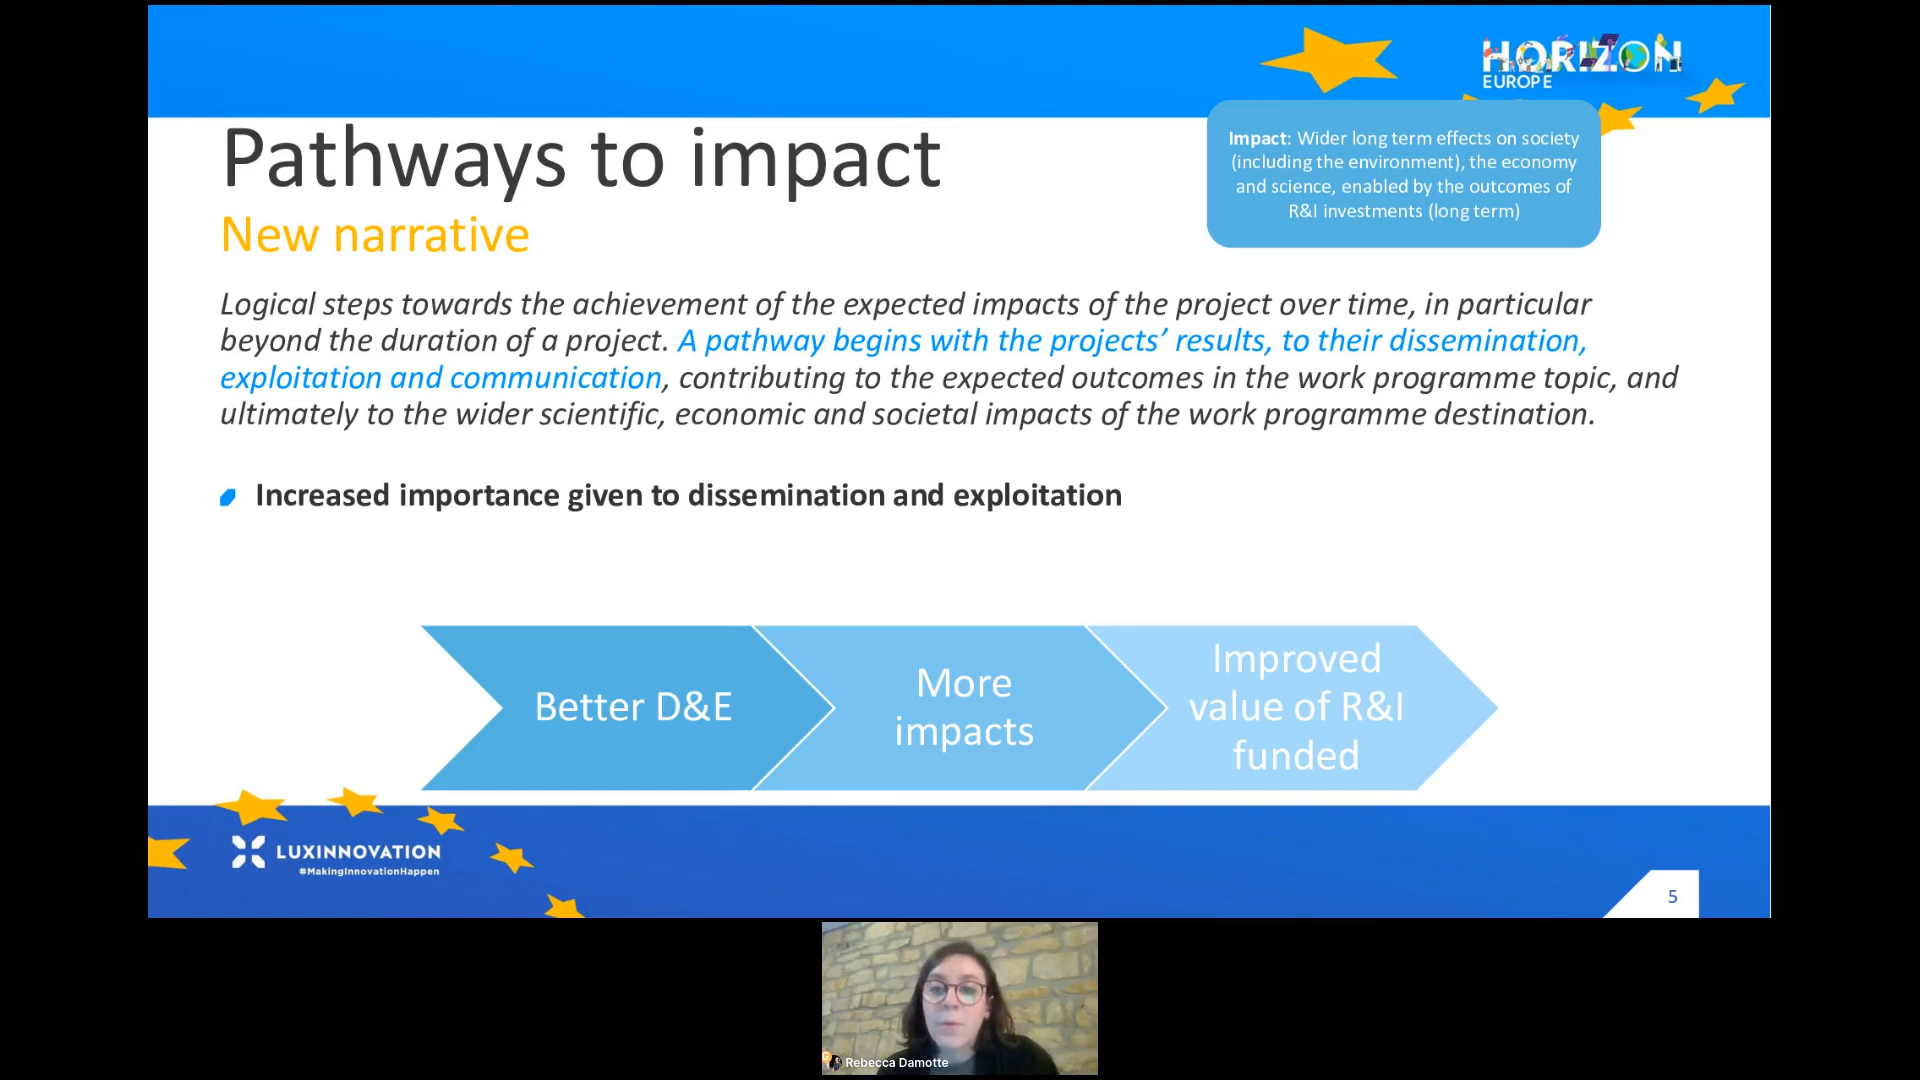 HORIZON
EUROPE
Impact: Wider long term effects on society
(including the environment), the economy
and science, enabled by the outcomes of
R&I investments (long term)
Pathways to impact
New narrative
Logical steps towards the achievement of the expected impacts of the project over time, in particular
beyond the duration of a project. A pathway begins with the projects’ results, to their dissemination,
exploitation and communication, contributing to the expected outcomes in the work programme topic, and
ultimately to the wider scientific, economic and societal impacts of the work programme destination.
Increased importance given to dissemination and exploitation
Better D&E
More
impacts
Improved
value of R&I
funded
LUXINNOVATION
#MakingInnovationHappen
5
Rebecca Damotte